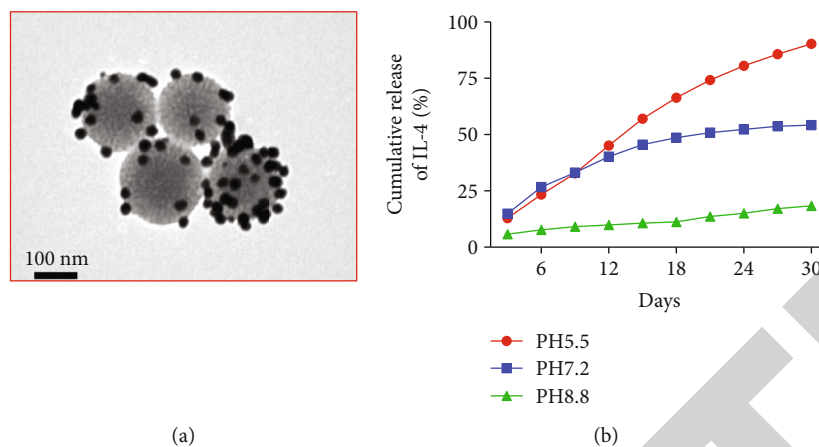 100 nm
100
75
50
25
0
Cumulative release
of IL-4 (%)
6
12
18
24
30
Days
PH5.5
PH7.2
PH8.8
(a)
(b)